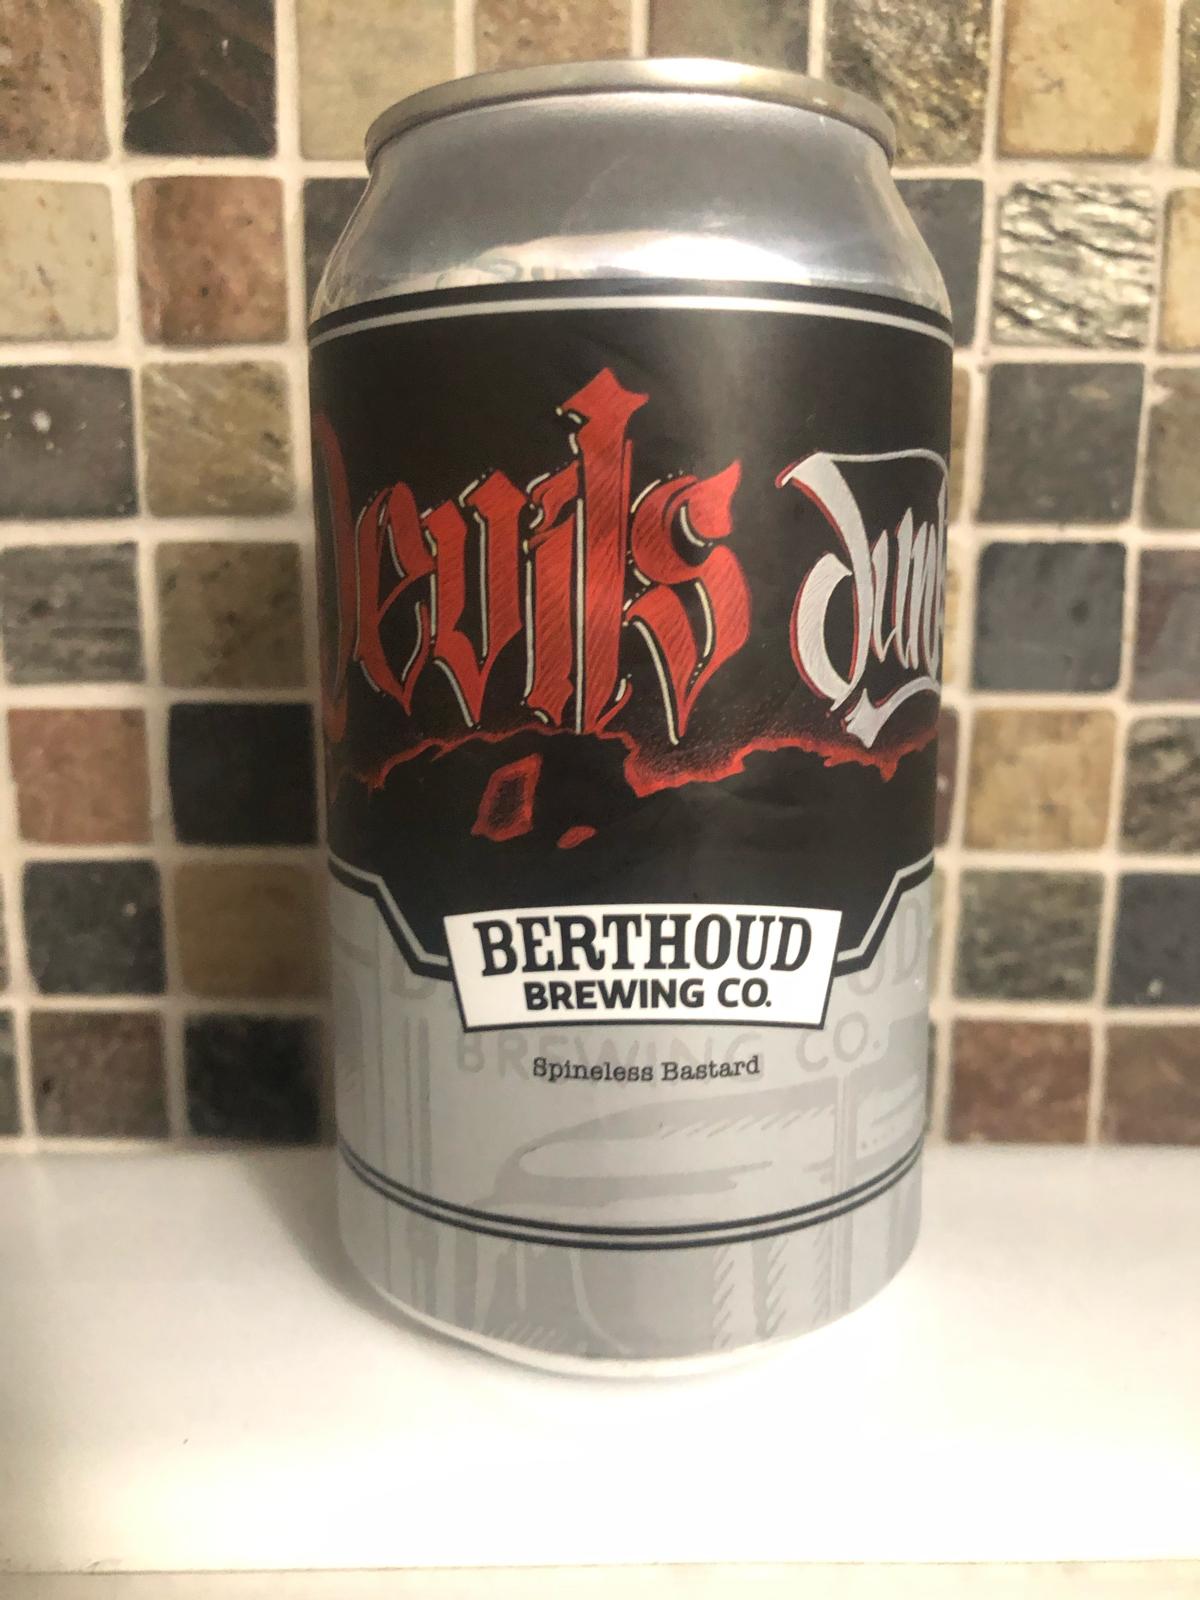 Devils
BERTHOUD
BREWING CO.
Spineless Bastard